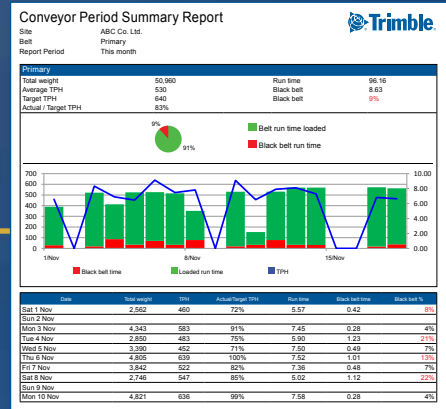 Conveyor Period Summary Report
Trimble
Site ABC Co. Ltd.
Belt Primary
Report Period This month
Primary
Total weight 50,960 Run time 96.16
Average TPH 530 Black belt 8.63
Target TPH 640 Black belt 9%
Actual / Target TPH 83%
9%
91%
Belt run time loaded
Black belt run time
700 10.00
600 8.00
500
400 6.00
300 4.00
200 2.00
100
0 0.00
1/Nov 8/Nov 15/Nov
Black belt time Loaded run time TPH
Date Total weight TPH Actual/Target TPH Run time Black belt time Black belt %
Sat 1 Nov 2,562 460 72% 5.57 0.42 8%
Sun 2 Nov
Mon 3 Nov 4,343 583 91% 7.45 0.28 4%
Tue 4 Nov 2,850 483 75% 5.90 1.23 21%
Wed 5 Nov 3,390 452 71% 7.50 0.49 7%
Thu 6 Nov 4,805 639 100% 7.52 1.01 13%
Fri 7 Nov 3,842 522 82% 7.36 0.48 7%
Sat 8 Nov 2,746 547 85% 5.02 1.12 22%
Sun 9 Nov
Mon 10 Nov 4,821 636 99% 7.58 0.28 4%